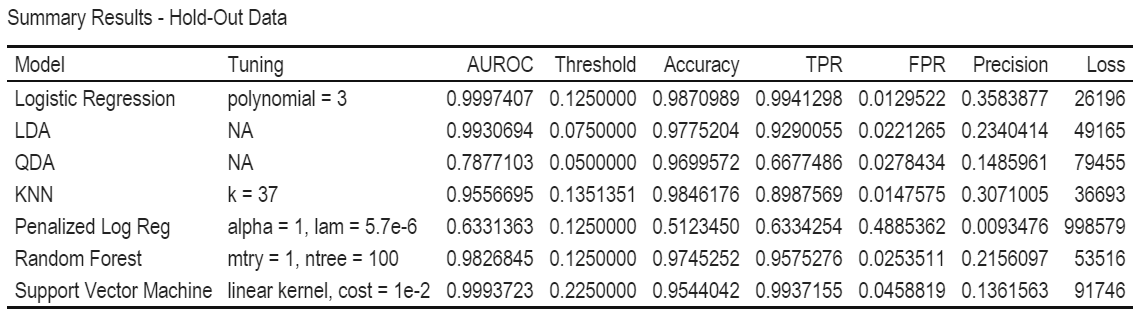 Summary Results - Hold-Out Data
Model Tuning AUROC Threshold Accuracy TPR FPR Precision Loss
Logistic Regression polynomial = 3 0.9997407 0.1250000 0.9870989 0.9941298 0.0129522 0.3583877 26196
LDA NA 0.9930694 0.0750000 0.9775204 0.9290055 0.0221265 0.2340414 49165
QDA NA 0.7877103 0.0500000 0.9699572 0.6677486 0.0278434 0.1485961 79455
KNN k = 37 0.9556695 0.1351351 0.9846176 0.8987569 0.0147575 0.3071005 36693
Penalized Log Reg alpha = 1, lam = 5.7e-6 0.6331363 0.1250000 0.5123450 0.6334254 0.4885362 0.0093476 998579
Random Forest mtry = 1, ntree = 100 0.9826845 0.1250000 0.9745252 0.9575276 0.0253511 0.2156097 53516
Support Vector Machine linear kernel, cost = 1e-2 0.9993723 0.2250000 0.9544042 0.9937155 0.0458819 0.1361563 91746